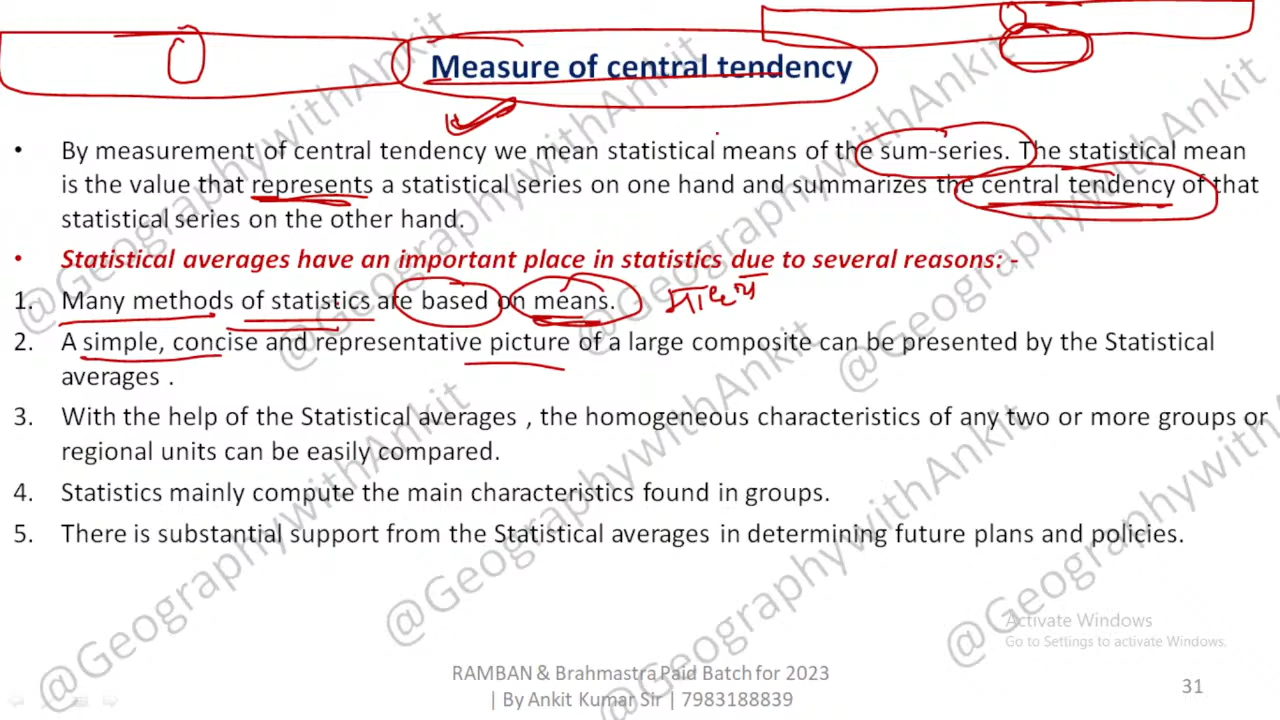 Measure of central tendency
• By measurement of central tendency we mean statistical means of the sum-series. The statistical mean
is the value that represents a statistical series on one hand and summarizes the central tendency of that
statistical series on the other hand.
• Statistical averages have an important place in statistics due to several reasons: -
1. Many methods of statistics are based on means.
2. A simple, concise and representative picture of a large composite can be presented by the Statistical
averages .
3. With the help of the Statistical averages , the homogeneous characteristics of any two or more groups or
regional units can be easily compared.
4. Statistics mainly compute the main characteristics found in groups.
5. There is substantial support from the Statistical averages in determining future plans and policies.
@GeographywithAnkit
Activate Windows
Go to Settings to activate Windows.
RAMBAN & Brahmastra Paid Batch for 2023
| By Ankit Kumar Sir | 7983188839
31